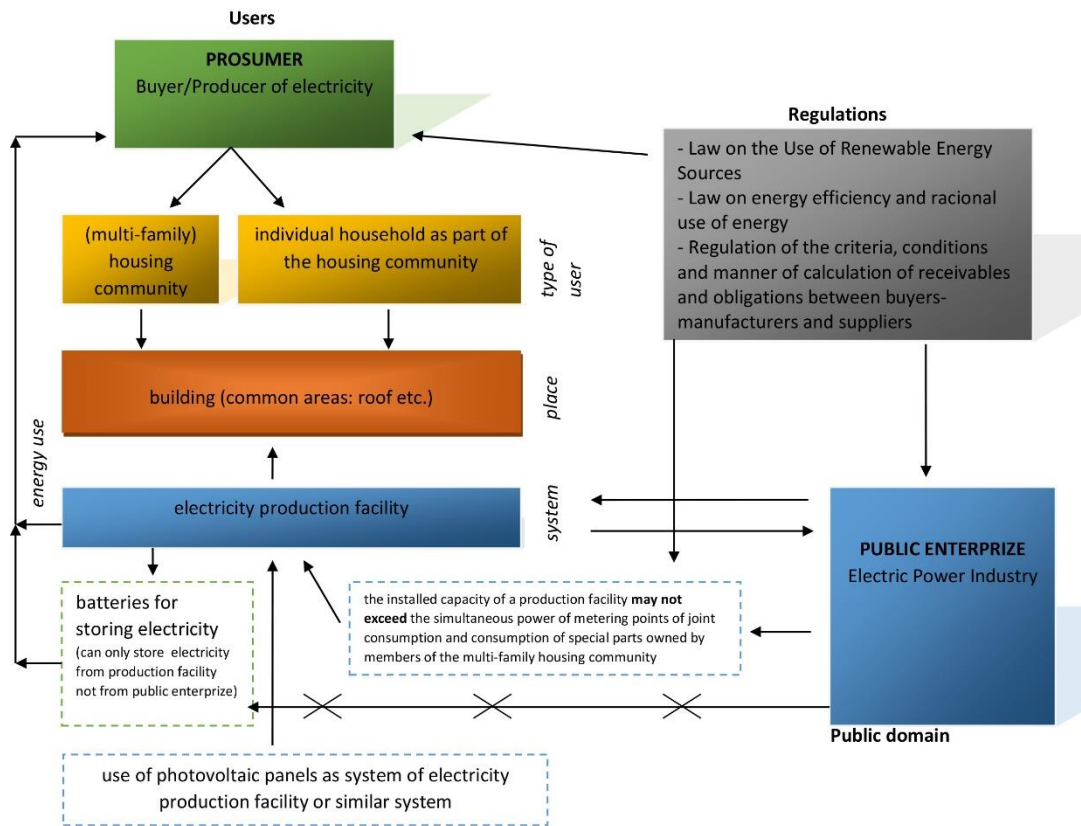 Users
PROSUMER
Buyer/Producer of electricity
Regulations
- Law on the Use of Renewable Energy
Sources
- Law on energy efficiency and racional
use of energy
- Regulation of the criteria, conditions
and manner of calculation of receivables
and obligations between buyers-
manufacturers and suppliers
(multi-family)
housing
community
individual household as part of
the housing community
type of
user
building (common areas: roof etc.)
place
energy use
electricity production facility
system
PUBLIC ENTERPRIZE
Electric Power Industry
batteries for
storing electricity
(can only store electricity
from production facility
not from public enterprize)
the installed capacity of a production facility may not
exceed the simultaneous power of metering points of joint
consumption and consumption of special parts owned by
members of the multi-family housing community
Public domain
use of photovoltaic panels as system of electricity
production facility or similar system